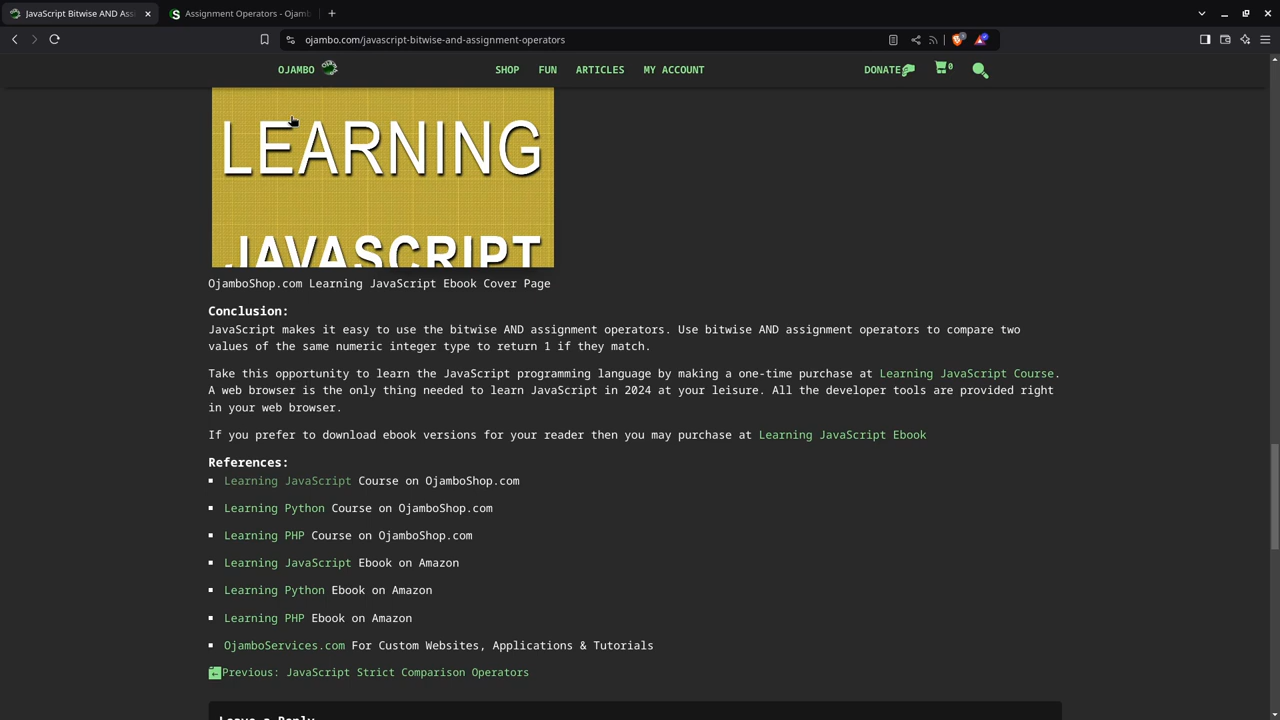 JavaScript Bitwise AND Ass
Assignment Operators - Ojamb
ojambo.com/javascript-bitwise-and-assignment-operators
OJAMBO
SHOP
FUN
ARTICLES
MY ACCOUNT
DONATE
0
LEARNING
JAVASCRIPT
OjamboShop.com Learning JavaScript Ebook Cover Page
Conclusion:
JavaScript makes it easy to use the bitwise AND assignment operators. Use bitwise AND assignment operators to compare two
values of the same numeric integer type to return 1 if they match.
Take this opportunity to learn the JavaScript programming language by making a one-time purchase at Learning JavaScript Course.
A web browser is the only thing needed to learn JavaScript in 2024 at your leisure. All the developer tools are provided right
in your web browser.
If you prefer to download ebook versions for your reader then you may purchase at Learning JavaScript Ebook
References:
Learning JavaScript Course on OjamboShop.com
Learning Python Course on OjamboShop.com
Learning PHP Course on OjamboShop.com
Learning JavaScript Ebook on Amazon
Learning Python Ebook on Amazon
Learning PHP Ebook on Amazon
OjamboServices.com For Custom Websites, Applications & Tutorials
Previous: JavaScript Strict Comparison Operators
Leave a Reply